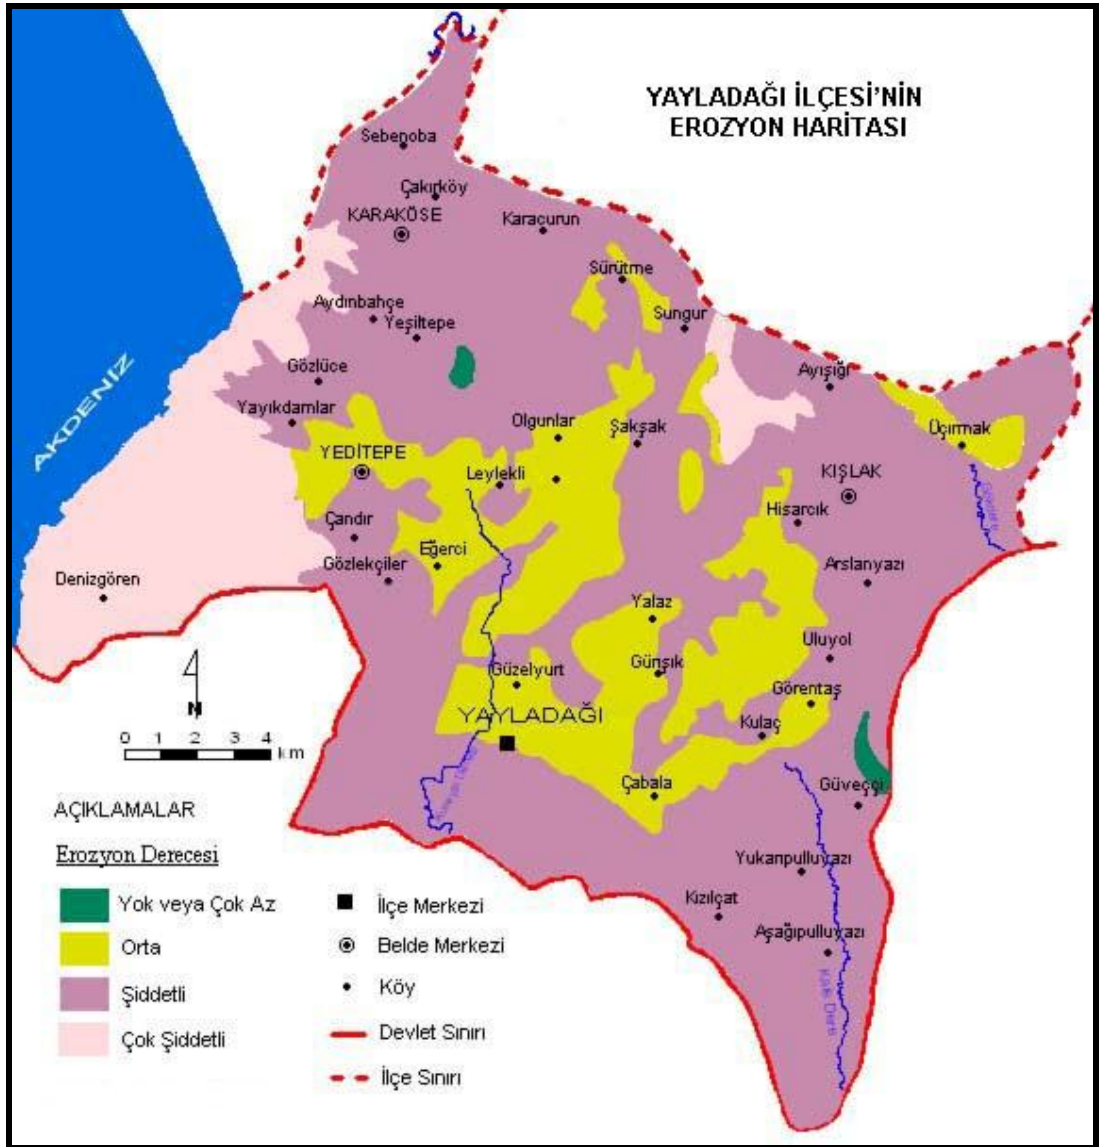 YAYLADAĞI İLÇESİ'NİN
EROZYON HARİTASI
Sebenoba
Çakırköy
KARAKÖSE
Karacurun
Sürütme
Aydınbahçe
Sungur
Yeşiltepe
Gözlüce
Ayışığı
AKDENİZ
Yayıkdamlar
Olgunlar
Şakşak
Üçırmak
YEDİTEPE
Leylekli
KIŞLAK
Hisarcık
Çandır
Eğerci
Gözlekçiler
Arslanyazı
Denizgören
Yalaz
Uluyol
Güzelyurt
Günışık
Görentaş
YAYLADAĞI
Kulaç
N
0 1 2 3 4 km
Çabala
Güveççi
AÇIKLAMALAR
Erozyon Derecesi
Yukarıpulluyazı
Yok veya Çok Az
İlçe Merkezi
Kızılçat
Aşağıpulluyazı
Orta
Belde Merkezi
Şiddetli
Köy
Çok Şiddetli
Devlet Sınırı
İlçe Sınırı